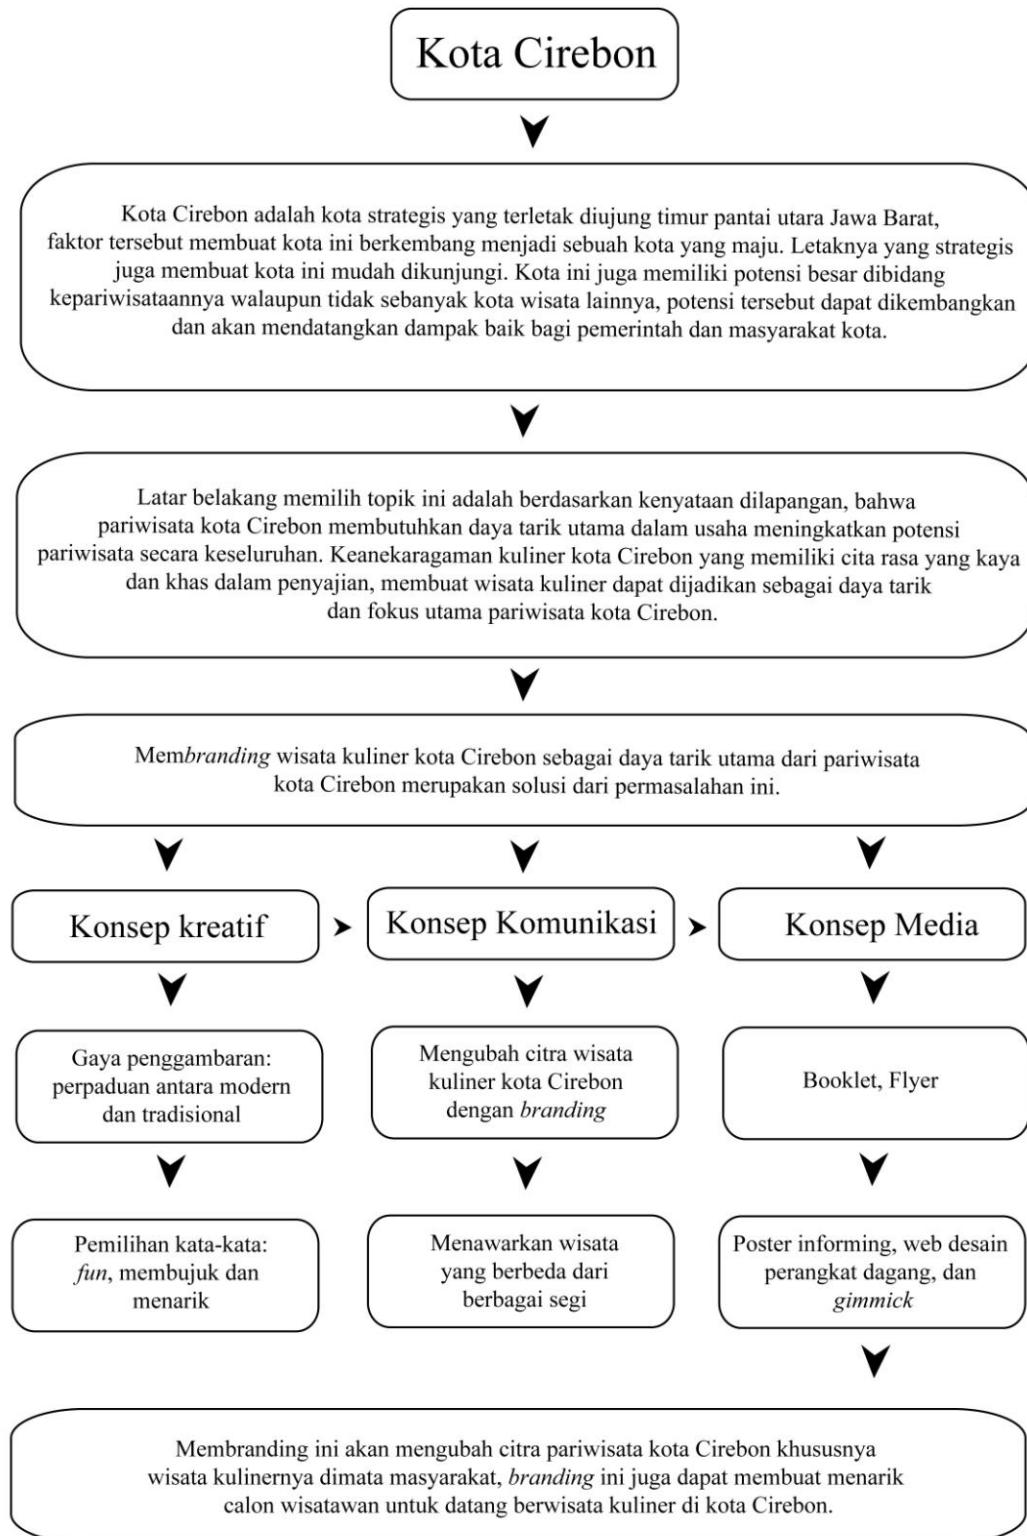 Kota Cirebon
Kota Cirebon adalah kota strategis yang terletak diujung timur pantai utara Jawa Barat,
faktor tersebut membuat kota ini berkembang menjadi sebuah kota yang maju. Letaknya yang strategis
juga membuat kota ini mudah dikunjungi. Kota ini juga memiliki potensi besar dibidang
kepariwisataannya walaupun tidak sebanyak kota wisata lainnya, potensi tersebut dapat dikembangkan
dan akan mendatangkan dampak baik bagi pemerintah dan masyarakat kota.
Latar belakang memilih topik ini adalah berdasarkan kenyataan dilapangan, bahwa
pariwisata kota Cirebon membutuhkan daya tarik utama dalam usaha meningkatkan potensi
pariwisata secara keseluruhan. Keanekaragaman kuliner kota Cirebon yang memiliki cita rasa yang kaya
dan khas dalam penyajian, membuat wisata kuliner dapat dijadikan sebagai daya tarik
dan fokus utama pariwisata kota Cirebon.
Membranding wisata kuliner kota Cirebon sebagai daya tarik utama dari pariwisata
kota Cirebon merupakan solusi dari permasalahan ini.
Konsep kreatif
Konsep Komunikasi
Konsep Media
Gaya penggambaran:
perpaduan antara modern
dan tradisional
Mengubah citra wisata
kuliner kota Cirebon
dengan branding
Booklet, Flyer
Pemilihan kata-kata:
fun, membujuk dan
menarik
Menawarkan wisata
yang berbeda dari
berbagai segi
Poster informing, web desain
perangkat dagang, dan
gimmick
Membranding ini akan mengubah citra pariwisata kota Cirebon khususnya
wisata kulinernya dimata masyarakat, branding ini juga dapat membuat menarik
calon wisatawan untuk datang berwisata kuliner di kota Cirebon.